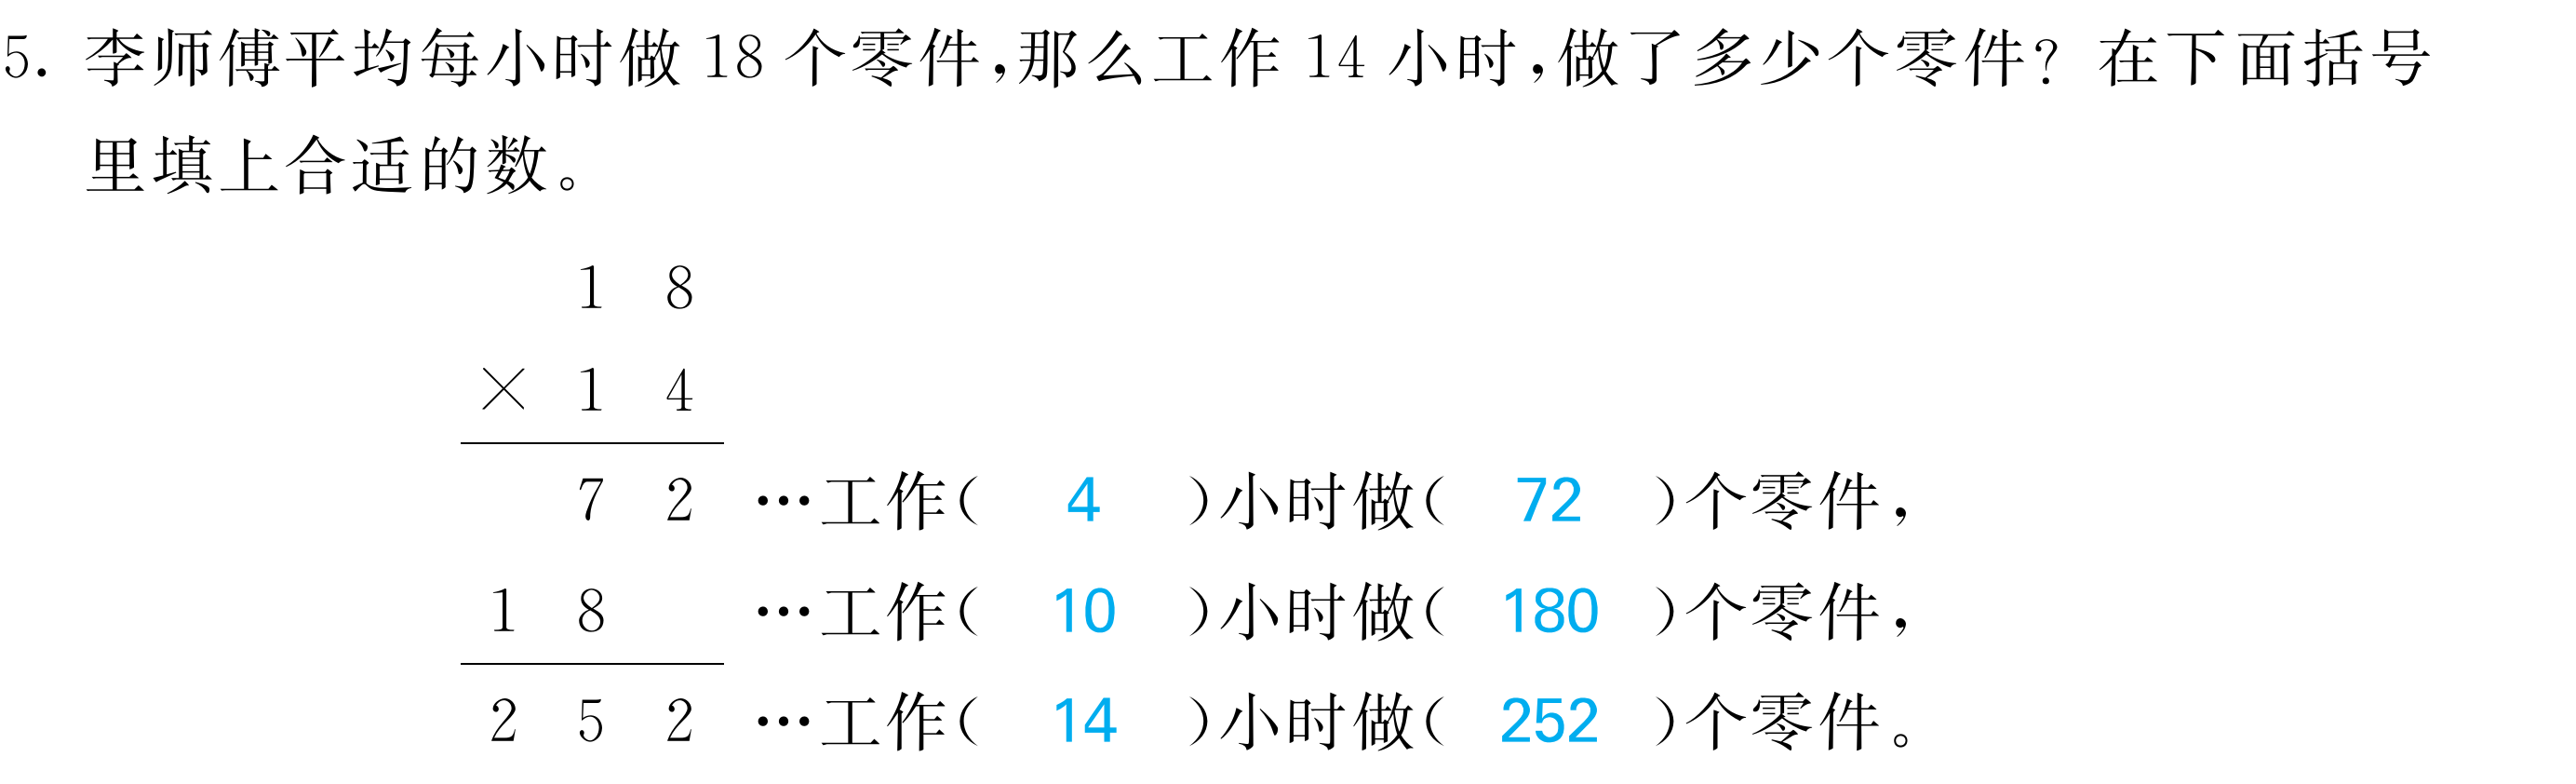 5. 李师傅平均每小时做 18 个零件,那么工作 14 小时,做了多少个零件? 在下面括号
里填上合适的数。
1 8
× 1 4
7 2 …工作( 4 )小时做( 72 )个零件,
1 8 …工作( 10 )小时做( 180 )个零件,
2 5 2 …工作( 14 )小时做( 252 )个零件。